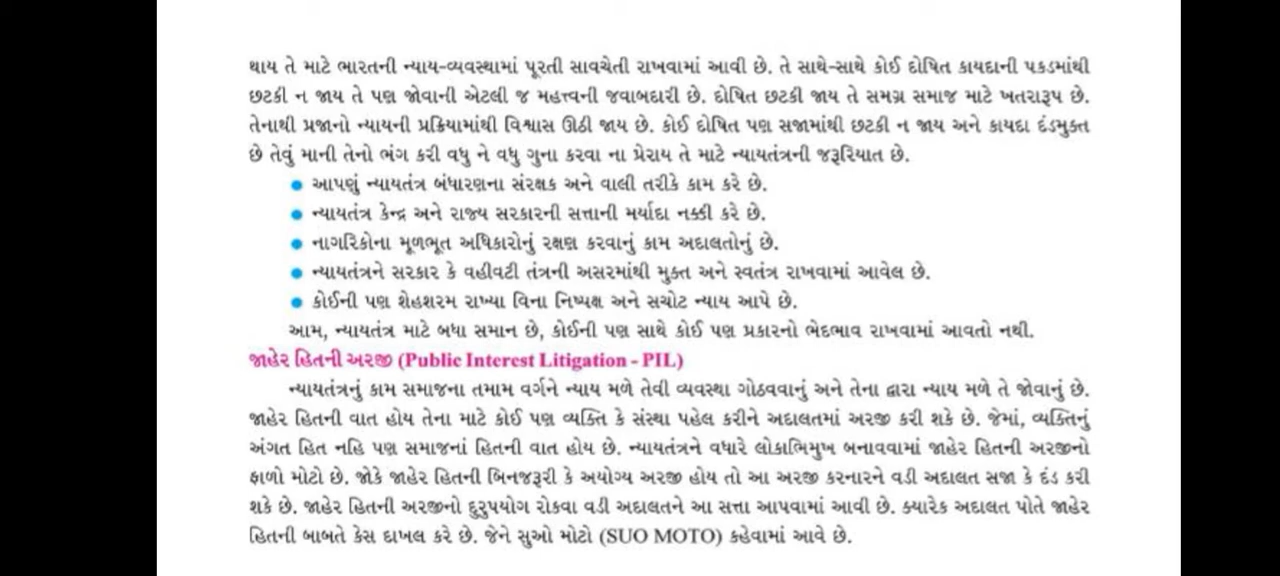 થાય તે માટે ભારતની ન્યાય-વ્યવસ્થામાં પૂરતી સાવચેતી રાખવામાં આવી છે. તે સાથે-સાથે કોઈ દોષિત કાયદાની પકડમાંથી
છટકી ન જાય તે પણ જોવાની એટલી જ મહત્ત્વની જવાબદારી છે. દોષિત છટકી જાય તે સમગ્ર સમાજ માટે ખતરારૂપ છે.
તેનાથી પ્રજાનો ન્યાયની પ્રક્રિયામાંથી વિશ્વાસ ઊઠી જાય છે. કોઈ દોષિત પણ સજામાંથી છટકી ન જાય અને કાયદા દંડમુક્ત
છે તેવું માની તેનો ભંગ કરી વધુ ને વધુ ગુના કરવા ના પ્રેરાય તે માટે ન્યાયતંત્રની જરૂરિયાત છે.
● આપણું ન્યાયતંત્ર બંધારણના સંરક્ષક અને વાલી તરીકે કામ કરે છે.
● ન્યાયતંત્ર કેન્દ્ર અને રાજ્ય સરકારની સત્તાની મર્યાદા નક્કી કરે છે.
● નાગરિકોના મૂળભૂત અધિકારોનું રક્ષણ કરવાનું કામ અદાલતોનું છે.
● ન્યાયતંત્રને સરકાર કે વહીવટી તંત્રની અસરમાંથી મુક્ત અને સ્વતંત્ર રાખવામાં આવેલ છે.
● કોઈની પણ શેહશરમ રાખ્યા વિના નિષ્પક્ષ અને સચોટ ન્યાય આપે છે.
આમ, ન્યાયતંત્ર માટે બધા સમાન છે, કોઈની પણ સાથે કોઈ પણ પ્રકારનો ભેદભાવ રાખવામાં આવતો નથી.
જાહેર હિતની અરજી (Public Interest Litigation - PIL)
ન્યાયતંત્રનું કામ સમાજના તમામ વર્ગને ન્યાય મળે તેવી વ્યવસ્થા ગોઠવવાનું અને તેના દ્વારા ન્યાય મળે તે જોવાનું છે.
જાહેર હિતની વાત હોય તેના માટે કોઈ પણ વ્યક્તિ કે સંસ્થા પહેલ કરીને અદાલતમાં અરજી કરી શકે છે. જેમાં, વ્યક્તિનું
અંગત હિત નહિ પણ સમાજનાં હિતની વાત હોય છે. ન્યાયતંત્રને વધારે લોકાભિમુખ બનાવવામાં જાહેર હિતની અરજીનો
ફાળો મોટો છે. જોકે જાહેર હિતની બિનજરૂરી કે અયોગ્ય અરજી હોય તો આ અરજી કરનારને વડી અદાલત સજા કે દંડ કરી
શકે છે. જાહેર હિતની અરજીનો દુરુપયોગ રોકવા વડી અદાલતને આ સત્તા આપવામાં આવી છે. ક્યારેક અદાલત પોતે જાહેર
હિતની બાબતે કેસ દાખલ કરે છે. જેને સુઓ મોટો (SUO MOTO) કહેવામાં આવે છે.